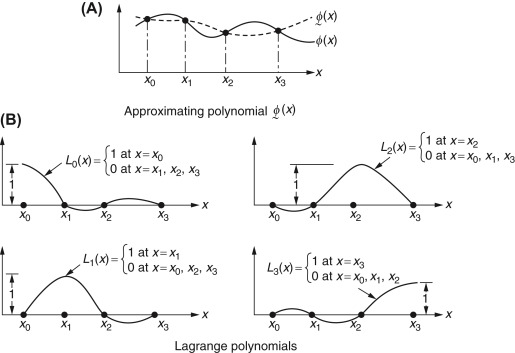 (A)
φ̰(x)
φ(x)
x₀ x₁ x₂ x₃ x
Approximating polynomial φ̰(x)
(B)
L₀(x)= { 1 at x=x₀
0 at x=x₁, x₂, x₃
1
x₀ x₁ x₂ x₃ x
L₂(x)= { 1 at x=x₂
0 at x=x₀, x₁, x₃
1
x₀ x₁ x₂ x₃ x
L₁(x)= { 1 at x=x₁
0 at x=x₀, x₂, x₃
1
x₀ x₁ x₂ x₃ x
L₃(x)= { 1 at x=x₃
0 at x=x₀, x₁, x₂
1
x₀ x₁ x₂ x₃ x
Lagrange polynomials